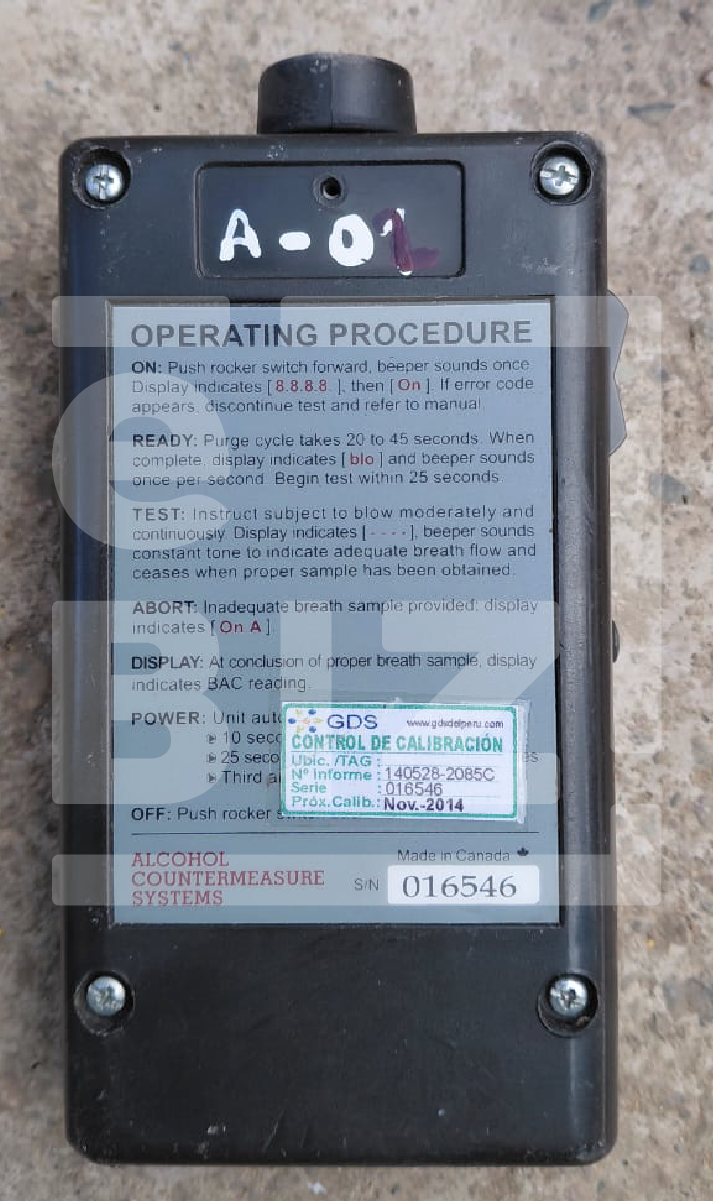 A-02
OPERATING PROCEDURE
ON: Push rocker switch forward, beeper sounds once.
Display indicates [ 8.8.8.8. ], then [ On ]. If error code
appears, discontinue test and refer to manual.
READY: Purge cycle takes 20 to 45 seconds. When
complete, display indicates [ blo ] and beeper sounds
once per second. Begin test within 25 seconds.
TEST: Instruct subject to blow moderately and
continuously. Display indicates [ - - - - ], beeper sounds
constant tone to indicate adequate breath flow and
ceases when proper sample has been obtained.
ABORT: Inadequate breath sample provided; display
indicates [ On A ].
DISPLAY: At conclusion of proper breath sample, display
indicates BAC reading.
POWER: Unit
10
25
Third
OFF: Push rocker
GDS www.gdsdelperu.com
CONTROL DE CALIBRACIÓN
Ubic. /TAG :
Nº Informe : 140528-2085C
Serie : 016546
Próx.Calib.: Nov.-2014
ALCOHOL
COUNTERMEASURE
SYSTEMS
Made in Canada
S/N 016546
e
BIZ